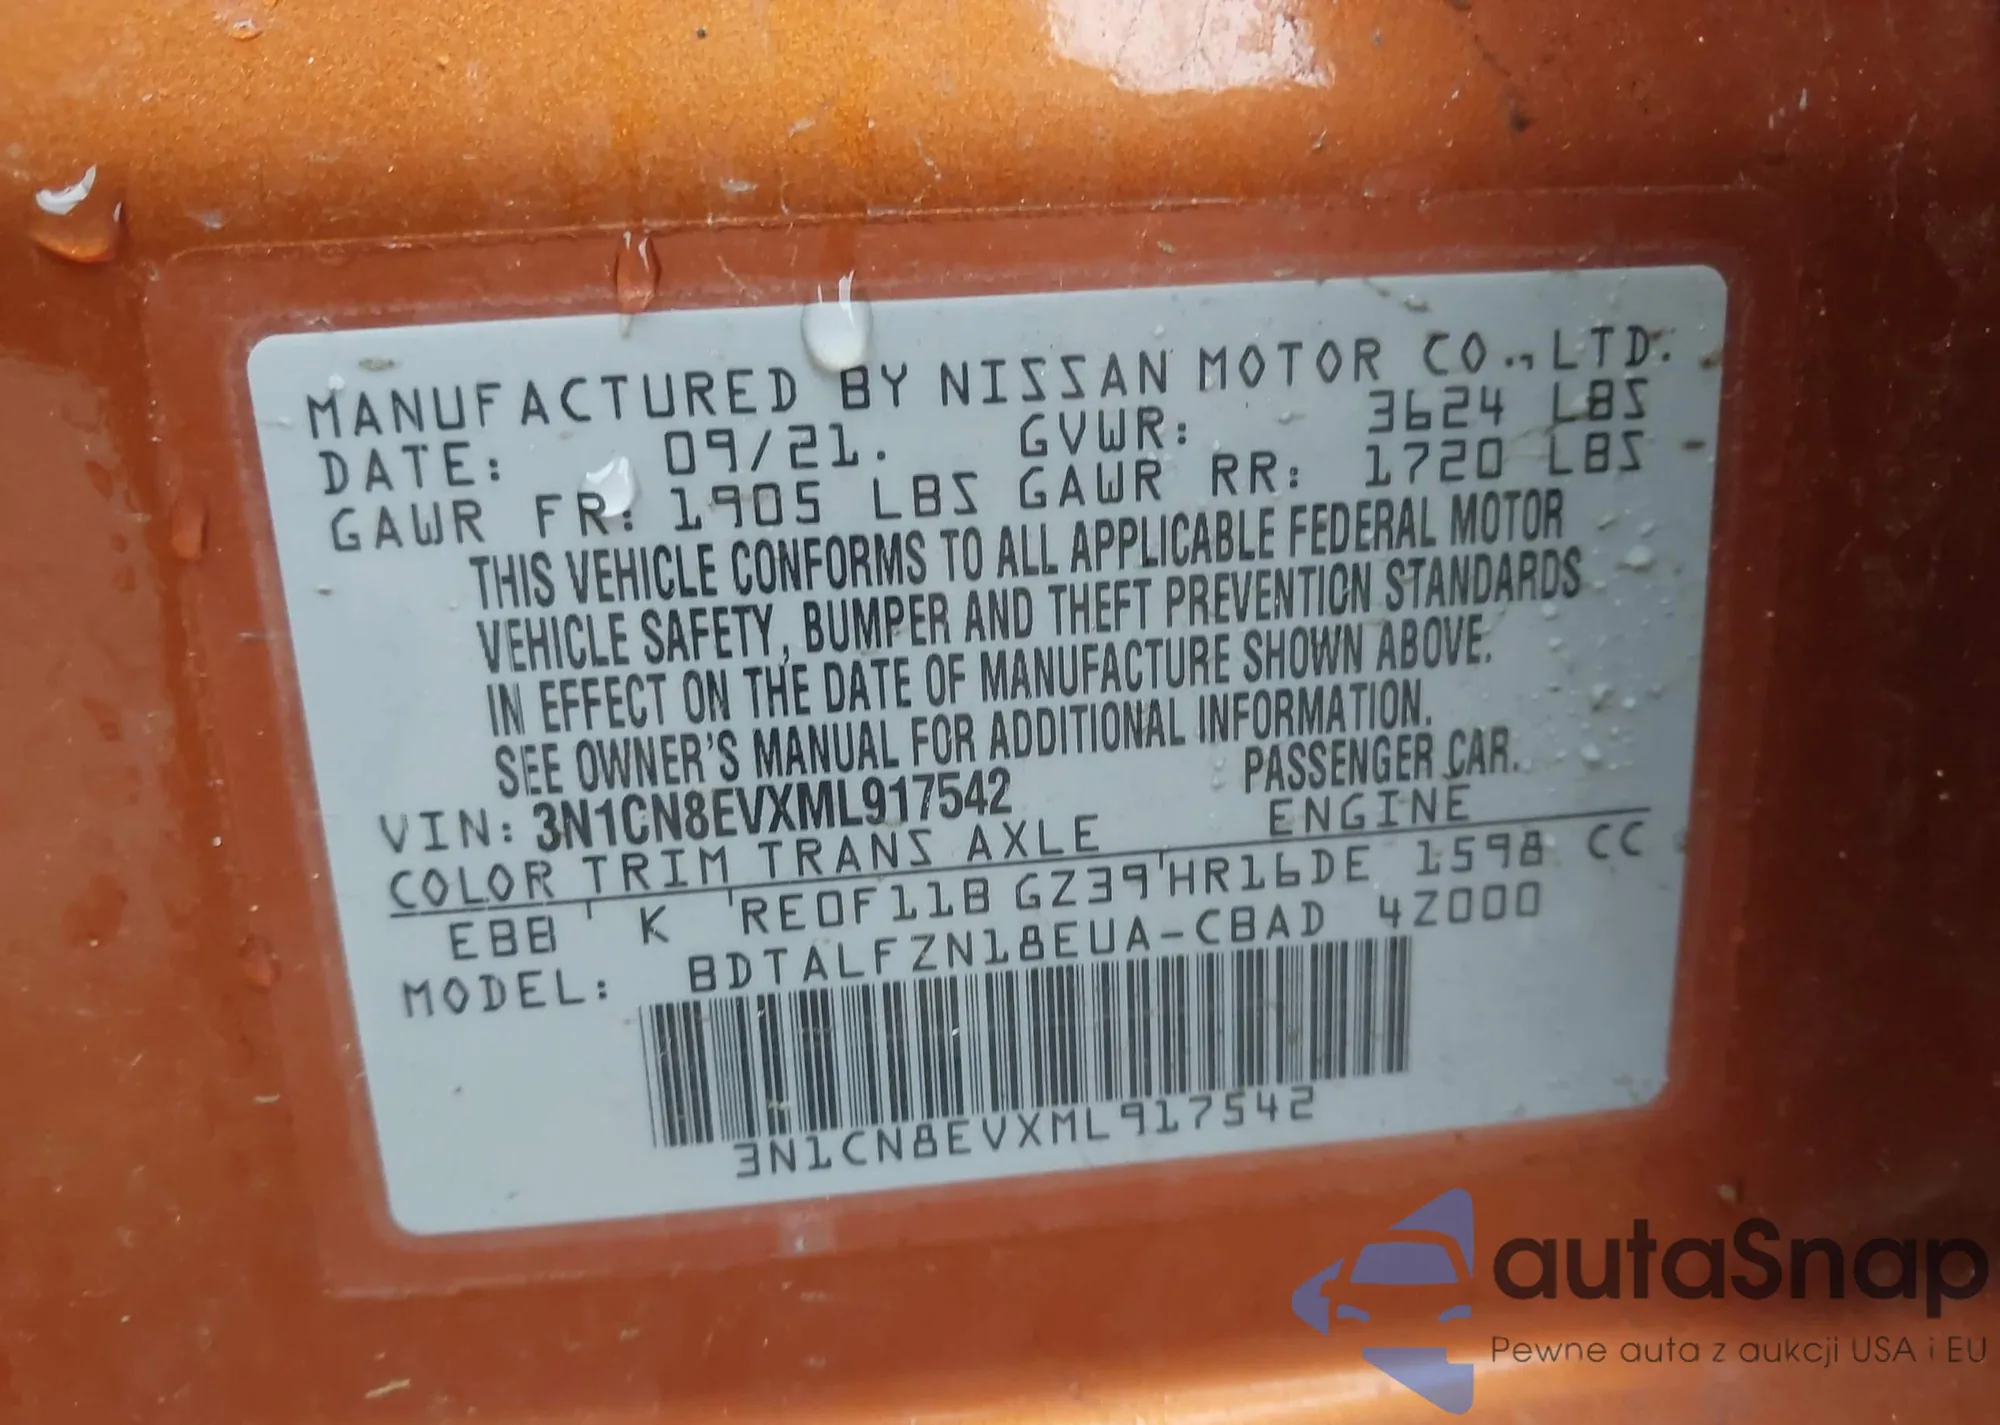 MANUFACTURED BY NISSAN MOTOR CO., LTD.
DATE: 09/21. GVWR: 3624 LBS
GAWR FR: 1905 LBS GAWR RR: 1720 LBS
THIS VEHICLE CONFORMS TO ALL APPLICABLE FEDERAL MOTOR
VEHICLE SAFETY, BUMPER AND THEFT PREVENTION STANDARDS
IN EFFECT ON THE DATE OF MANUFACTURE SHOWN ABOVE.
SEE OWNER'S MANUAL FOR ADDITIONAL INFORMATION.
VIN: 3N1CN8EVXML917542 PASSENGER CAR.
COLOR TRIM TRANS AXLE ENGINE
EBB K RE0F11B GZ39 HR16DE 1598 CC
MODEL: BDTALFZN18EUA-CBAD 4Z000
3N1CN8EVXML917542
autaSnap
Pewne auta z aukcji USA i EU